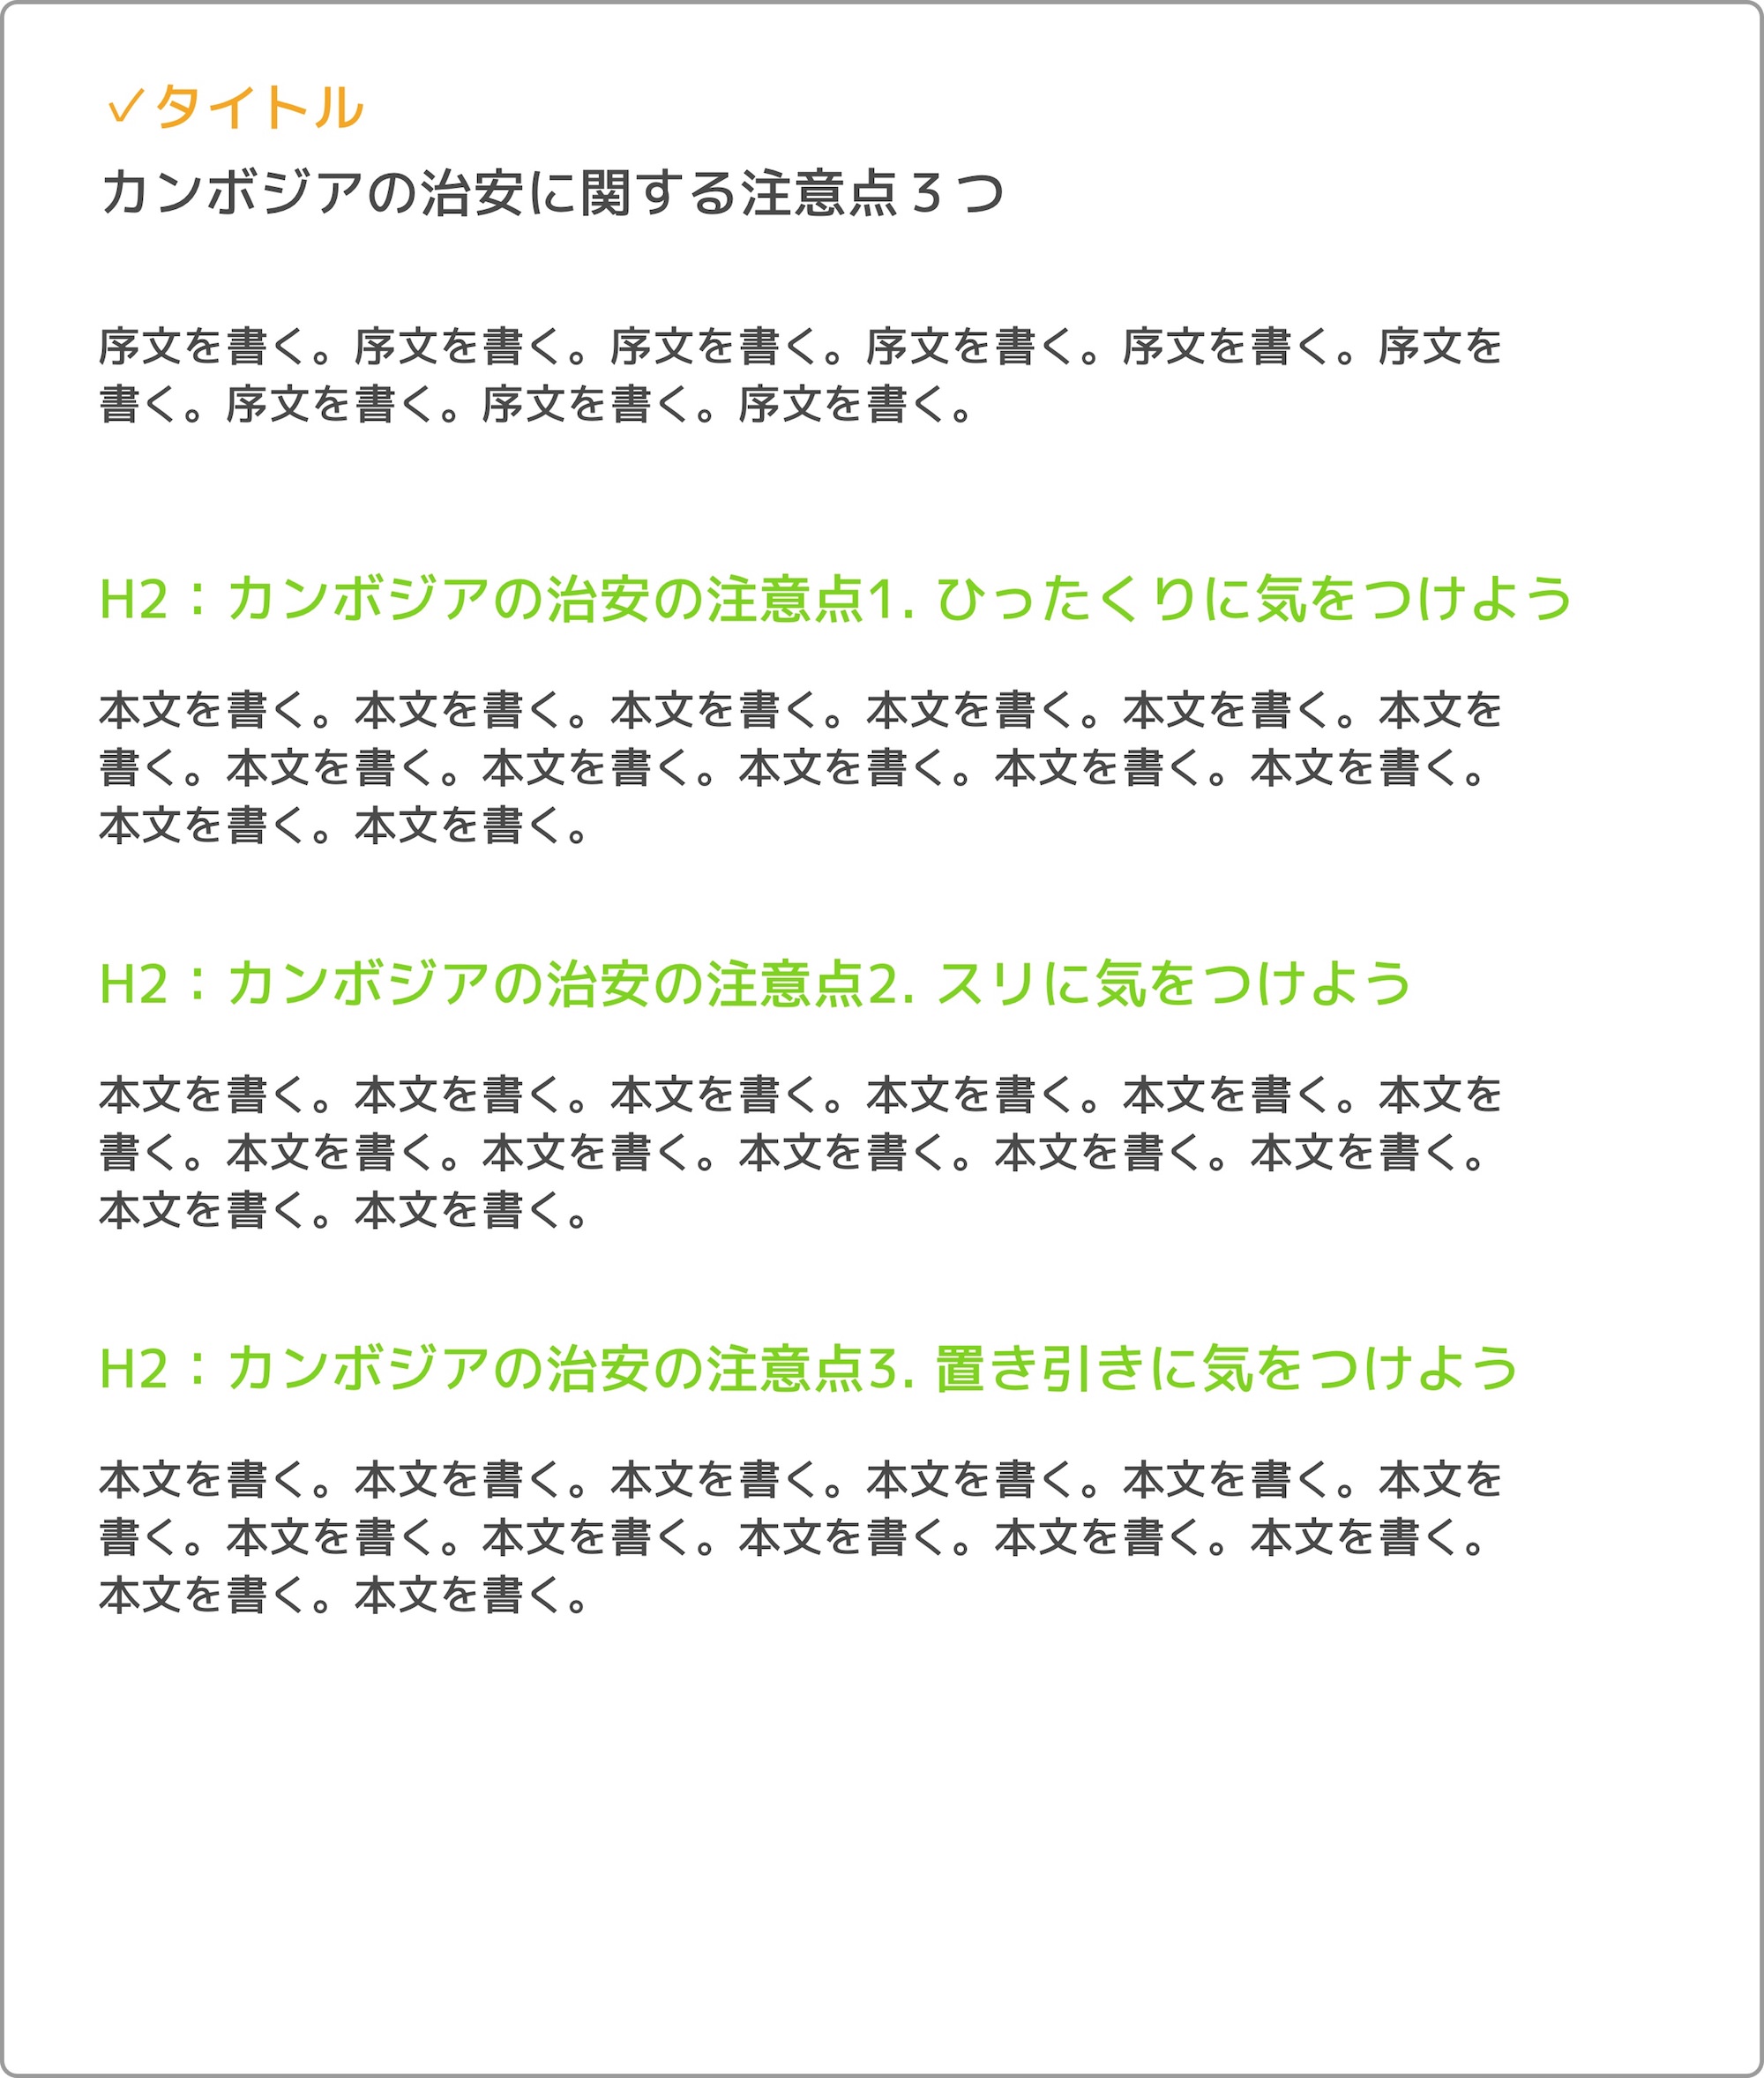 ✓タイトル
カンボジアの治安に関する注意点３つ
序文を書く。序文を書く。序文を書く。序文を書く。序文を書く。序文を
書く。序文を書く。序文を書く。序文を書く。
H2：カンボジアの治安の注意点1. ひったくりに気をつけよう
本文を書く。本文を書く。本文を書く。本文を書く。本文を書く。本文を
書く。本文を書く。本文を書く。本文を書く。本文を書く。本文を書く。
本文を書く。本文を書く。
H2：カンボジアの治安の注意点2. スリに気をつけよう
本文を書く。本文を書く。本文を書く。本文を書く。本文を書く。本文を
書く。本文を書く。本文を書く。本文を書く。本文を書く。本文を書く。
本文を書く。本文を書く。
H2：カンボジアの治安の注意点3. 置き引きに気をつけよう
本文を書く。本文を書く。本文を書く。本文を書く。本文を書く。本文を
書く。本文を書く。本文を書く。本文を書く。本文を書く。本文を書く。
本文を書く。本文を書く。